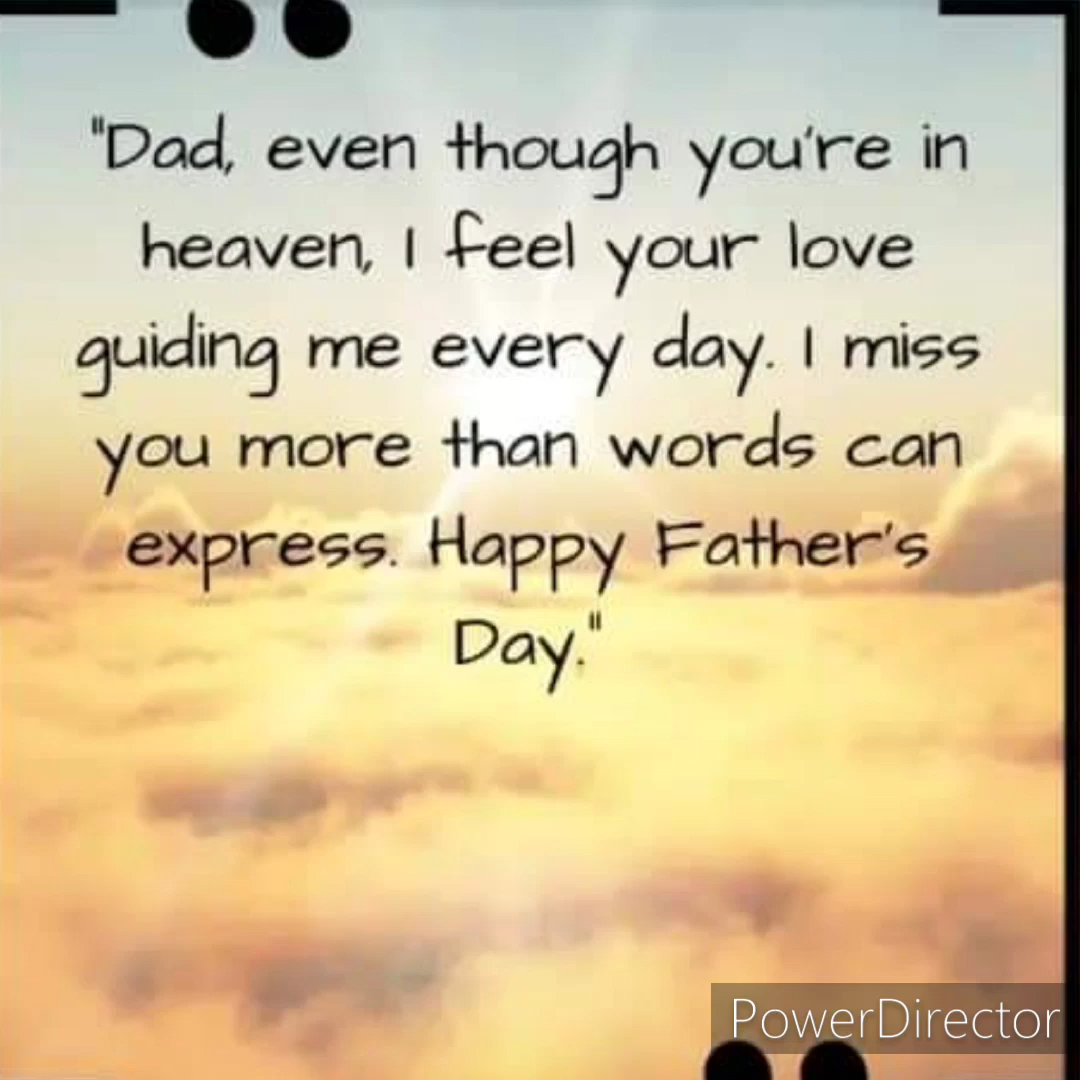 "Dad, even though you're in
heaven, I feel your love
guiding me every day. I miss
you more than words can
express. Happy Father's
Day."
PowerDirector